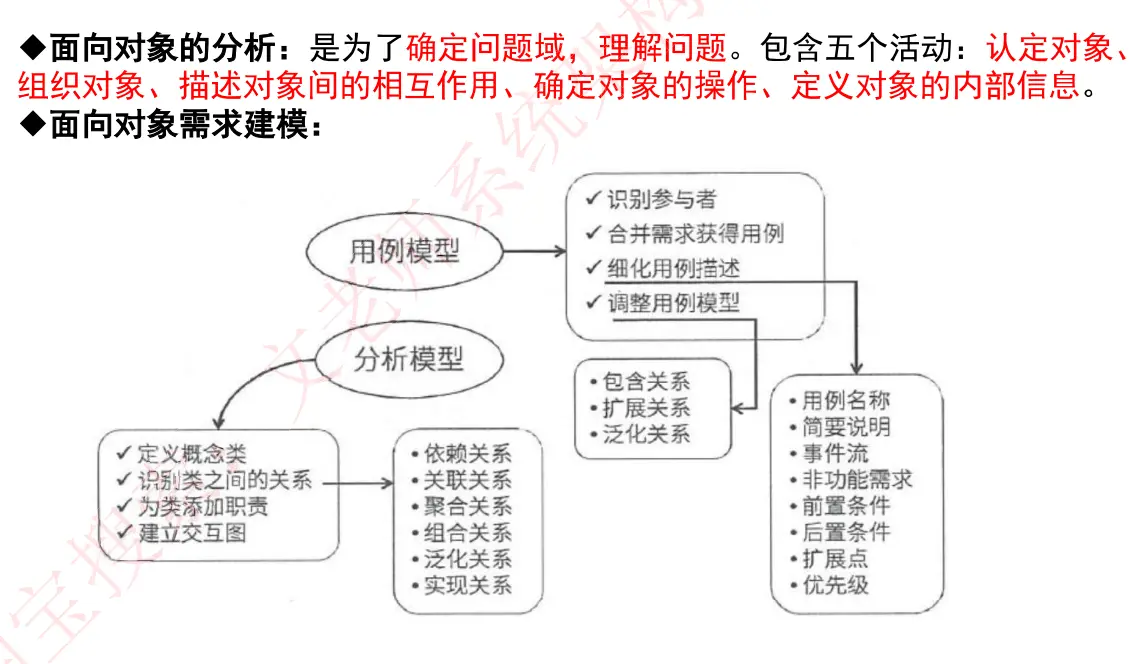 ◆面向对象的分析：是为了确定问题域，理解问题。包含五个活动：认定对象、
组织对象、描述对象间的相互作用、确定对象的操作、定义对象的内部信息。
◆面向对象需求建模：
用例模型
✓识别参与者
✓合并需求获得用例
✓细化用例描述
✓调整用例模型
分析模型
•包含关系
•扩展关系
•泛化关系
•用例名称
•简要说明
•事件流
•非功能需求
•前置条件
•后置条件
•扩展点
•优先级
✓定义概念类
✓识别类之间的关系
✓为类添加职责
✓建立交互图
•依赖关系
•关联关系
•聚合关系
•组合关系
•泛化关系
•实现关系
宝搜索：文老师系统架构